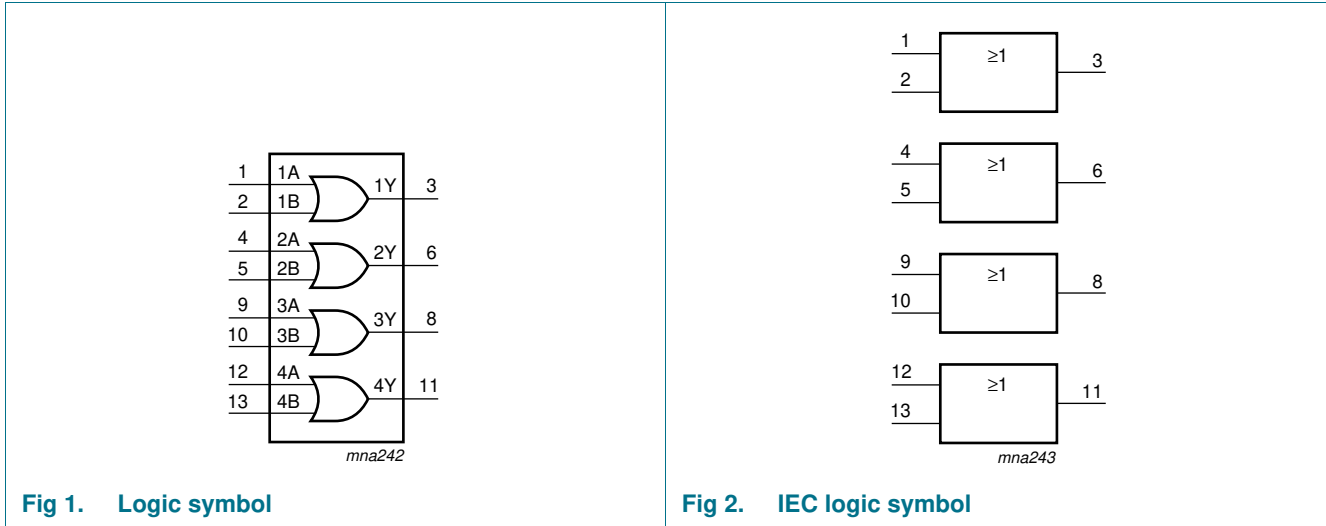 1 1A 1Y 3
2 1B
4 2A 2Y 6
5 2B
9 3A 3Y 8
10 3B
12 4A 4Y 11
13 4B
mna242
Fig 1. Logic symbol
1 ≥1 3
2
4 ≥1 6
5
9 ≥1 8
10
12 ≥1 11
13
mna243
Fig 2. IEC logic symbol